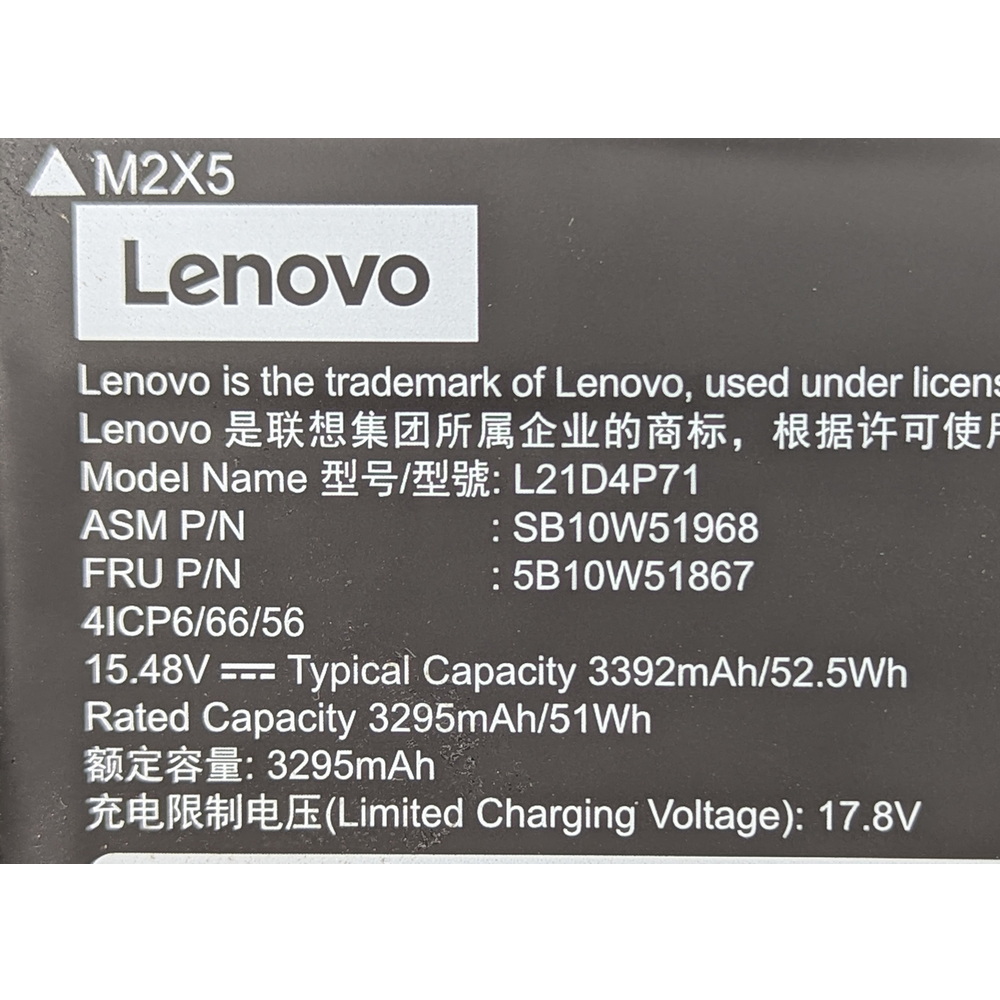 ▲M2X5
Lenovo
Lenovo is the trademark of Lenovo, used under
Lenovo 是联想集团所属企业的商标，根据许可使
Model Name 型号/型號: L21D4P71
ASM P/N : SB10W51968
FRU P/N : 5B10W51867
4ICP6/66/56
15.48V ⎓ Typical Capacity 3392mAh/52.5Wh
Rated Capacity 3295mAh/51Wh
额定容量: 3295mAh
充电限制电压(Limited Charging Voltage): 17.8V